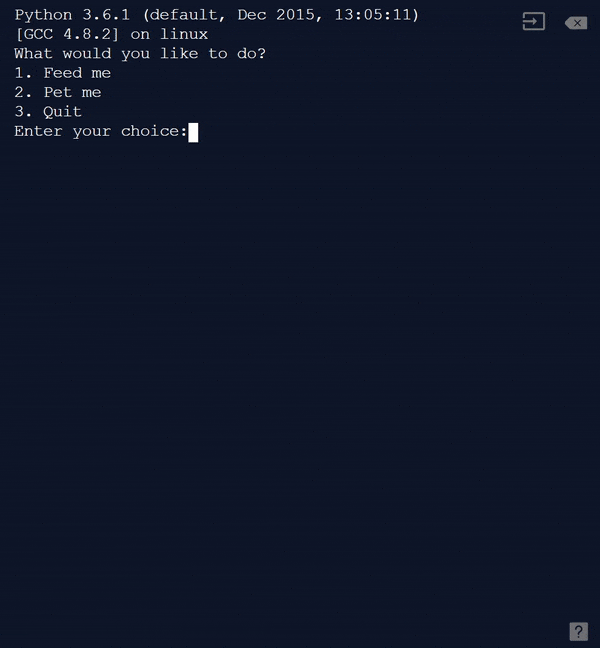 Python 3.6.1 (default, Dec 2015, 13:05:11)
[GCC 4.8.2] on linux
What would you like to do?
1. Feed me
2. Pet me
3. Quit
Enter your choice:
?